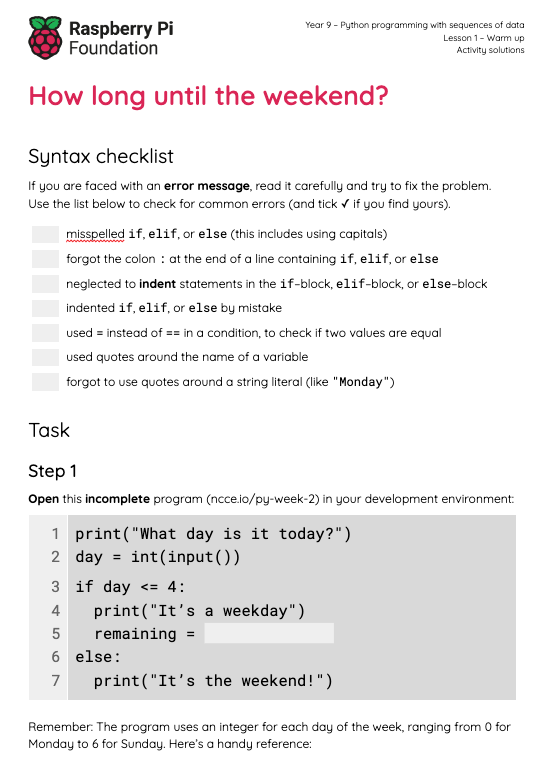 Raspberry Pi
Foundation
Year 9 – Python programming with sequences of data
Lesson 1 – Warm up
Activity solutions
How long until the weekend?
Syntax checklist
If you are faced with an error message, read it carefully and try to fix the problem.
Use the list below to check for common errors (and tick ✓ if you find yours).
misspelled if, elif, or else (this includes using capitals)
forgot the colon : at the end of a line containing if, elif, or else
neglected to indent statements in the if–block, elif–block, or else–block
indented if, elif, or else by mistake
used = instead of == in a condition, to check if two values are equal
used quotes around the name of a variable
forgot to use quotes around a string literal (like "Monday")
Task
Step 1
Open this incomplete program (ncce.io/py-week-2) in your development environment:
1 print("What day is it today?")
2 day = int(input())
3 if day <= 4:
4 print("It’s a weekday")
5 remaining =
6 else:
7 print("It’s the weekend!")
Remember: The program uses an integer for each day of the week, ranging from 0 for
Monday to 6 for Sunday. Here’s a handy reference: